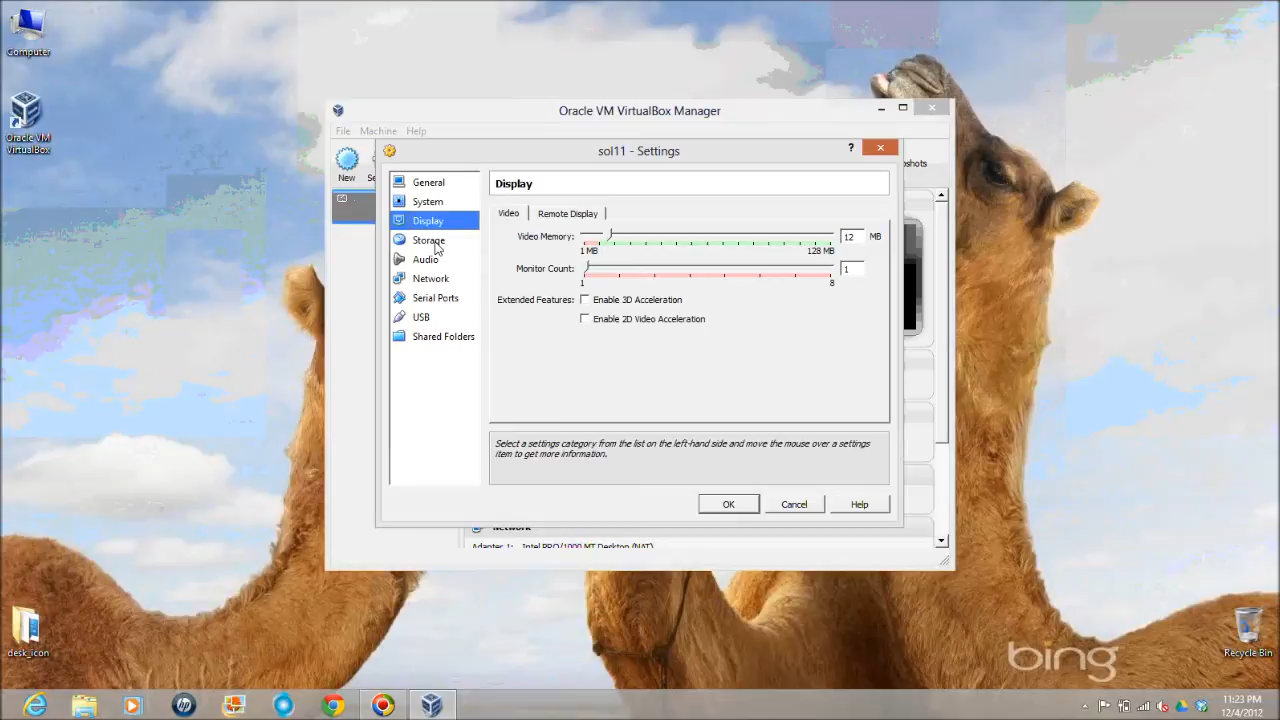 Computer
Oracle VM
VirtualBox
desk_icon
Recycle Bin
bing
Oracle VM VirtualBox Manager
File Machine Help
New
sol11 - Settings
?
General
System
Display
Storage
Audio
Network
Serial Ports
USB
Shared Folders
Display
Video
Remote Display
Video Memory:
12
MB
1 MB
128 MB
Monitor Count:
1
1
8
Extended Features:
Enable 3D Acceleration
Enable 2D Video Acceleration
Select a settings category from the list on the left-hand side and move the mouse over a settings
item to get more information.
OK
Cancel
Help
Network
Adapter 1: Intel PRO/1000 MT Desktop (NAT)
hp
11:23 PM
12/4/2012